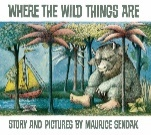 WHERE THE WILD THINGS ARE
STORY AND PICTURES BY MAURICE SENDAK